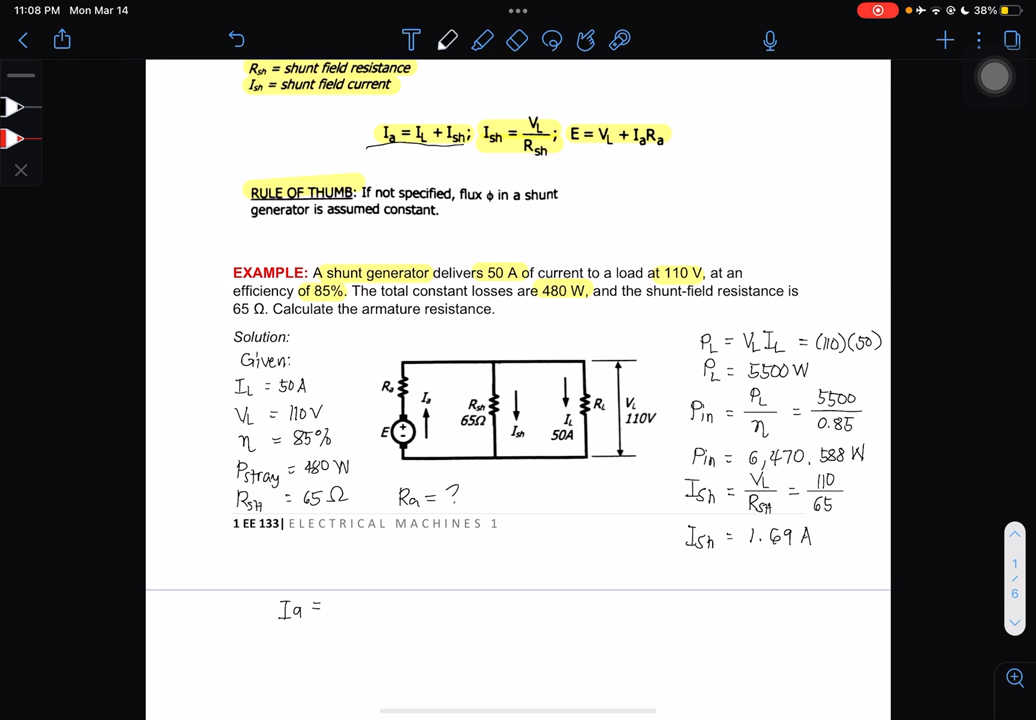 11:08 PM Mon Mar 14
38%
Rsh = shunt field resistance
Ish = shunt field current
Ia = IL + Ish; Ish = VL / Rsh; E = VL + IaRa
RULE OF THUMB: If not specified, flux ϕ in a shunt
generator is assumed constant.
EXAMPLE: A shunt generator delivers 50 A of current to a load at 110 V, at an
efficiency of 85%. The total constant losses are 480 W, and the shunt-field resistance is
65 Ω. Calculate the armature resistance.
Solution:
Given:
IL = 50A
VL = 110V
η = 85%
Pstray = 480 W
RSH = 65 Ω
Ra
Ia
E
Rsh
65Ω
Ish
IL
50A
RL
VL
110V
Ra = ?
PL = VL IL = (110)(50)
PL = 5500 W
Pin = PL / η = 5500 / 0.85
Pin = 6,470.588 W
Ish = VL / RSH = 110 / 65
Ish = 1.69 A
1 EE 133| ELECTRICAL MACHINES 1
Ia =
1
/
6